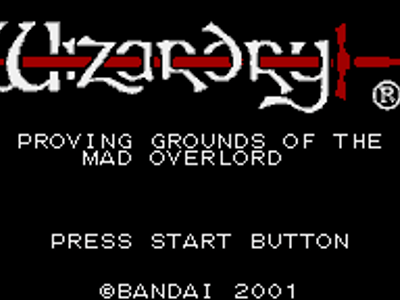 Wizardry
®
PROVING GROUNDS OF THE
MAD OVERLORD
PRESS START BUTTON
©BANDAI 2001